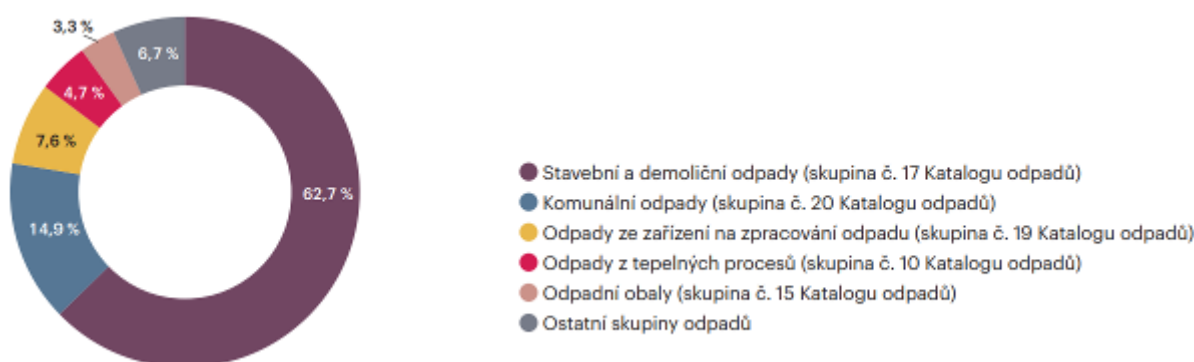 3,3 %
6,7 %
4,7 %
7,6 %
62,7 %
14,9 %
Stavební a demoliční odpady (skupina č. 17 Katalogu odpadů)
Komunální odpady (skupina č. 20 Katalogu odpadů)
Odpady ze zařízení na zpracování odpadu (skupina č. 19 Katalogu odpadů)
Odpady z tepelných procesů (skupina č. 10 Katalogu odpadů)
Odpadní obaly (skupina č. 15 Katalogu odpadů)
Ostatní skupiny odpadů